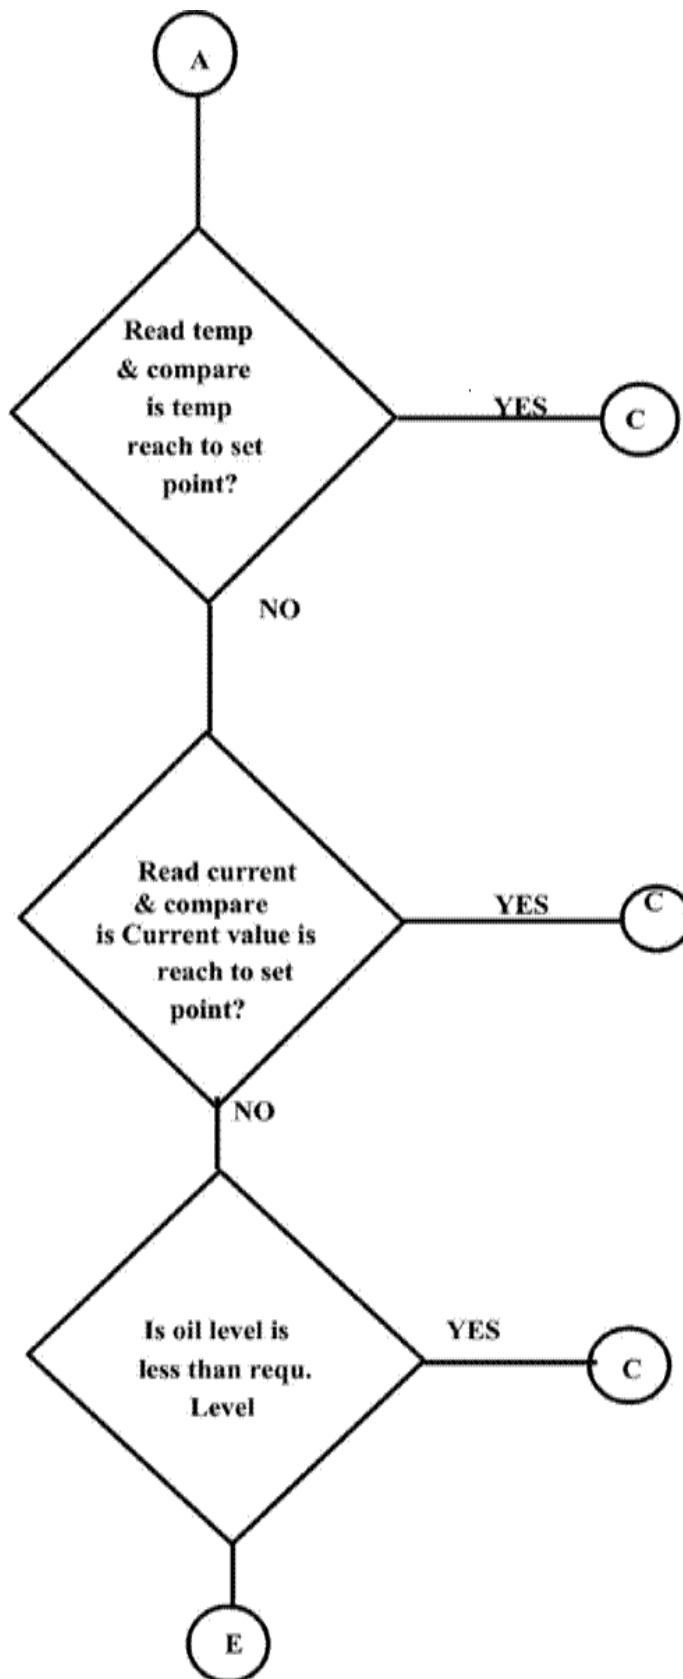 A
Read temp
& compare
is temp
reach to set
point?
YES
C
NO
Read current
& compare
is Current value is
reach to set
point?
YES
C
NO
Is oil level is
less than requ.
Level
YES
C
E